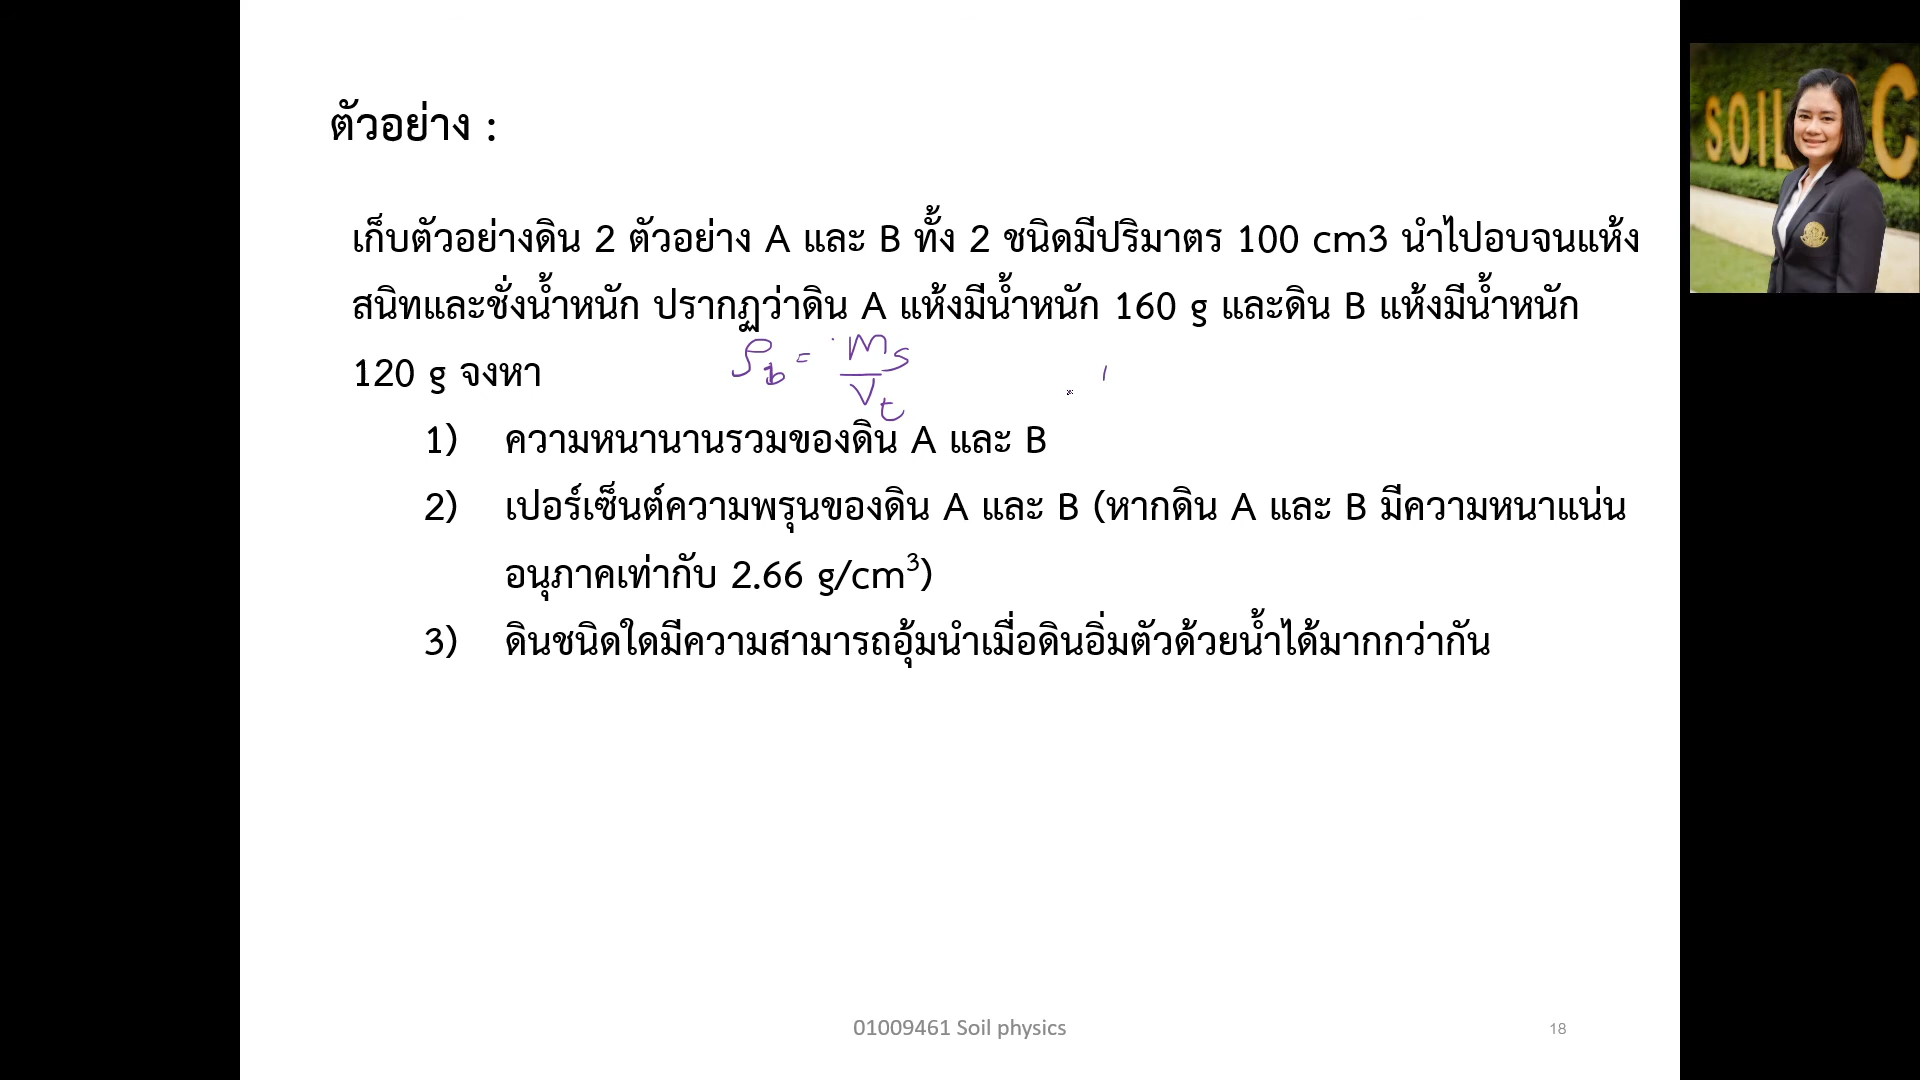 ตัวอย่าง :
เก็บตัวอย่างดิน 2 ตัวอย่าง A และ B ทั้ง 2 ชนิดมีปริมาตร 100 cm3 นำไปอบจนแห้ง
สนิทและชั่งน้ำหนัก ปรากฏว่าดิน A แห้งมีน้ำหนัก 160 g และดิน B แห้งมีน้ำหนัก
120 g จงหา
ρb = Ms
Vt
1) ความหนานานรวมของดิน A และ B
2) เปอร์เซ็นต์ความพรุนของดิน A และ B (หากดิน A และ B มีความหนาแน่น
อนุภาคเท่ากับ 2.66 g/cm³)
3) ดินชนิดใดมีความสามารถอุ้มนำเมื่อดินอิ่มตัวด้วยน้ำได้มากกว่ากัน
01009461 Soil physics
18
SOIL
C